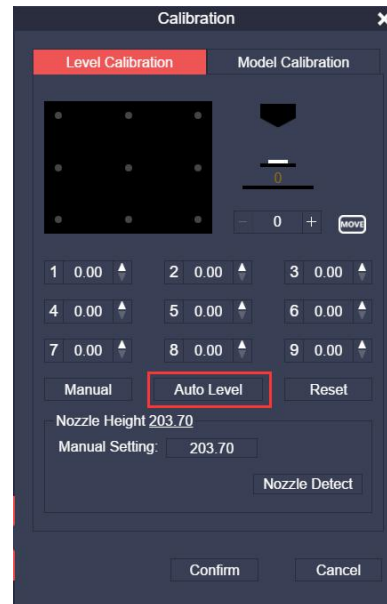 Calibration
Level Calibration Model Calibration
0
− 0 + MOVE
1 0.00 2 0.00 3 0.00
4 0.00 5 0.00 6 0.00
7 0.00 8 0.00 9 0.00
Manual Auto Level Reset
Nozzle Height 203.70
Manual Setting: 203.70
Nozzle Detect
Confirm Cancel